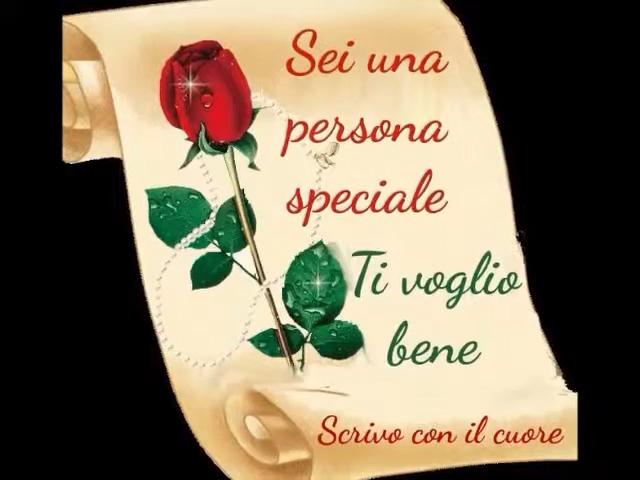 Sei una
persona
speciale
Ti voglio
bene
Scrivo con il cuore